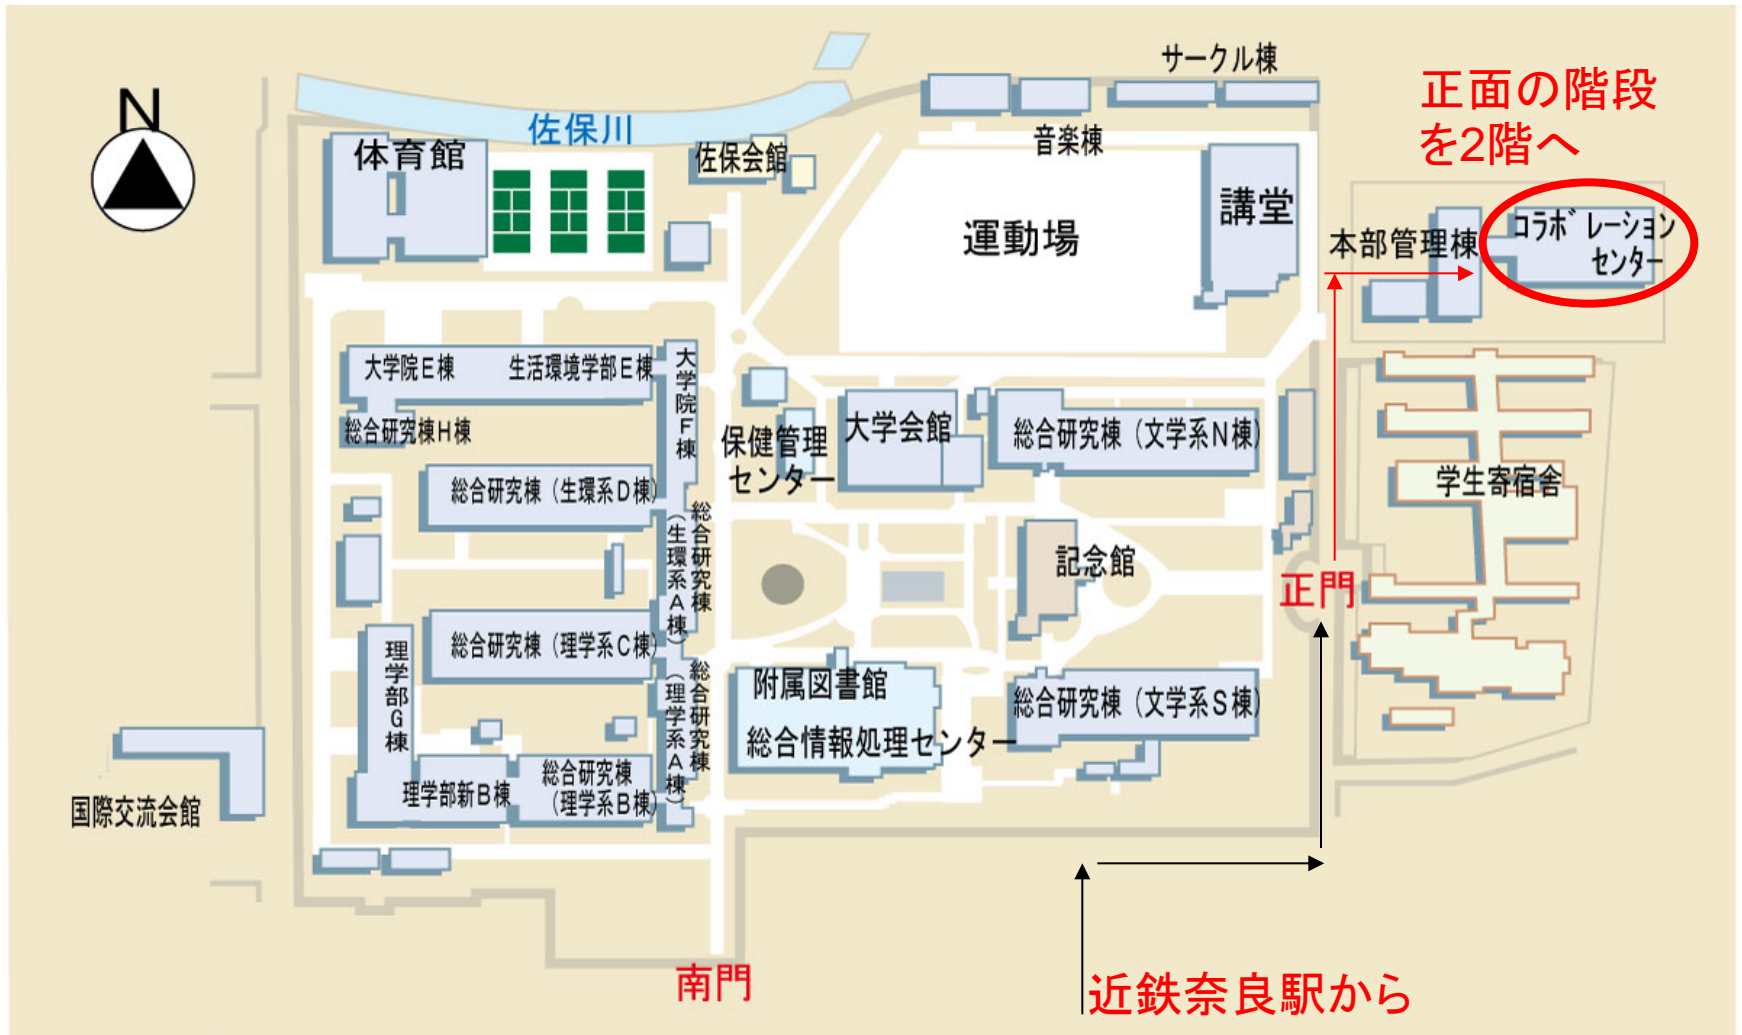 サークル棟
正面の階段
を2階へ
N
佐保川
音楽棟
体育館
佐保会館
講堂
運動場
本部管理棟
コラボレーション
センター
大学院E棟
生活環境学部E棟
大学院F棟
総合研究棟H棟
保健管理
センター
大学会館
総合研究棟(文学系N棟)
総合研究棟(生環系D棟)
学生寄宿舎
総合研究棟
(生環系A棟)
記念館
正門
総合研究棟(理学系C棟)
理学部G棟
総合研究棟
(理学系A棟)
附属図書館
総合情報処理センター
総合研究棟(文学系S棟)
理学部新B棟
総合研究棟
(理学系B棟)
国際交流会館
南門
近鉄奈良駅から